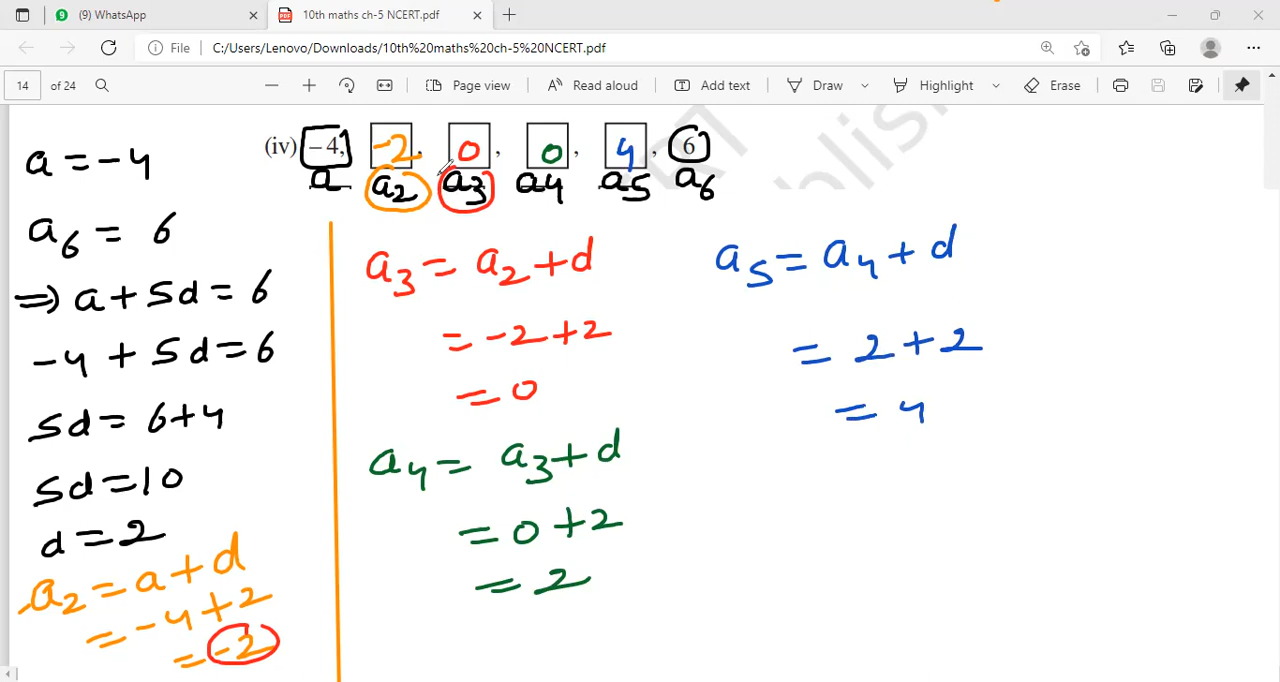 (9) WhatsApp
10th maths ch-5 NCERT.pdf
File
C:/Users/Lenovo/Downloads/10th%20maths%20ch-5%20NCERT.pdf
14 of 24
Page view
Read aloud
Add text
Draw
Highlight
Erase
(iv) -4, -2, 0, 0, 4, 6
a a2 a3 a4 a5 a6
a = -4
a6 = 6
=> a + 5d = 6
-4 + 5d = 6
5d = 6+4
5d = 10
d = 2
a2 = a + d
= -4 + 2
= -2
a3 = a2 + d
= -2 + 2
= 0
a4 = a3 + d
= 0 + 2
= 2
a5 = a4 + d
= 2 + 2
= 4